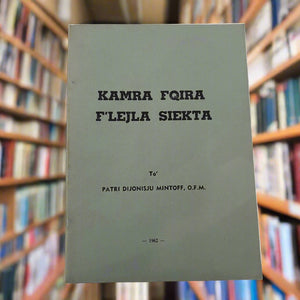 KAMRA FQIRA
F'LEJLA SIEKTA
Ta'
PATRI DIJONISJU MINTOFF, O.F.M.
— 1962 —